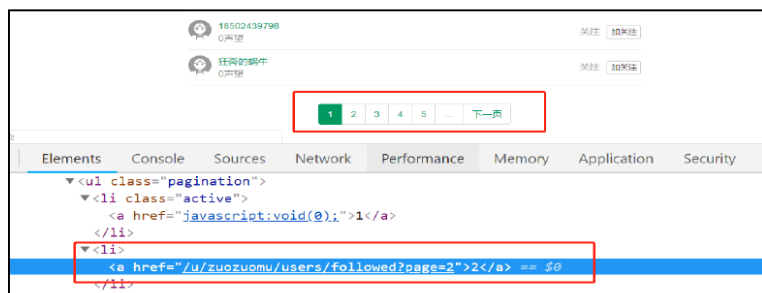 18502439798
0声望
关注 加关注
狂奔的蜗牛
0声望
关注 加关注
1 2 3 4 5 ... 下一页
Elements Console Sources Network Performance Memory Application Security
▼<ul class="pagination">
▼<li class="active">
<a href="javascript:void(0);">1</a>
</li>
▼<li>
<a href="/u/zuozuomu/users/followed?page=2">2</a> == $0
</li>